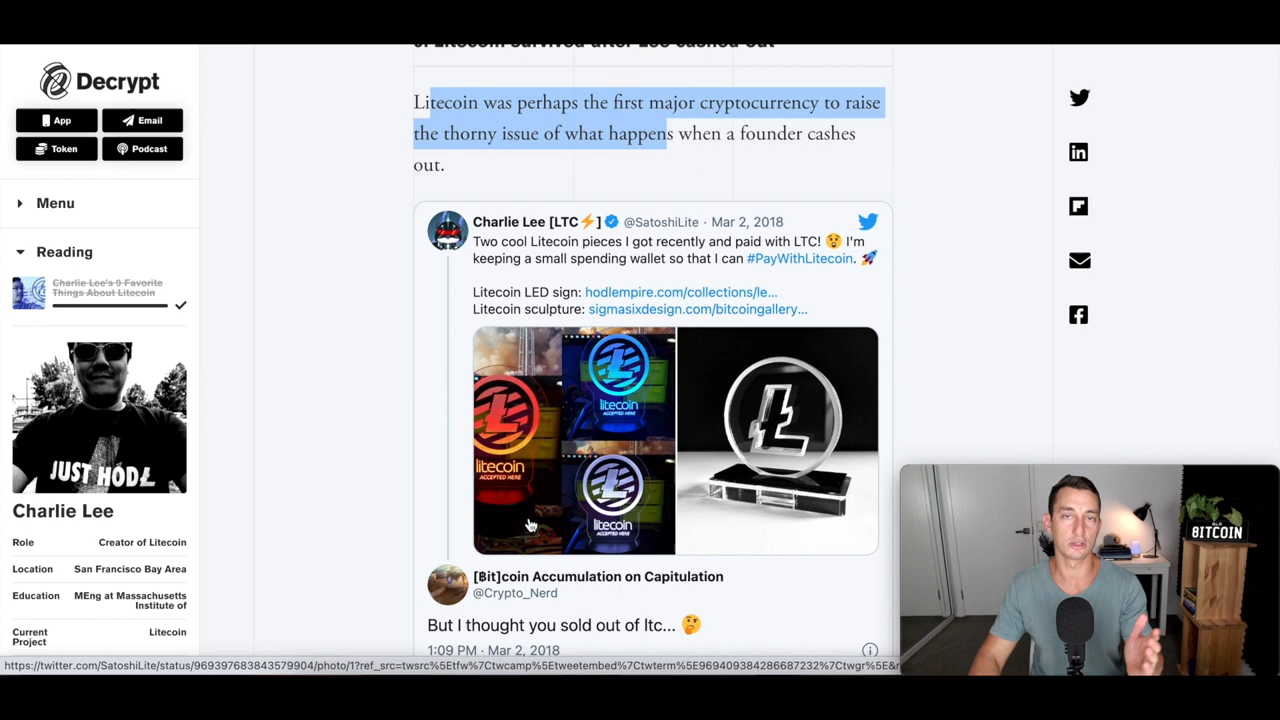 Decrypt
App
Email
Token
Podcast
Menu
Reading
Charlie Lee's 9 Favorite
Things About Litecoin
JUST HODŁ
Charlie Lee
Role
Creator of Litecoin
Location
San Francisco Bay Area
Education
MEng at Massachusetts
Institute of
Current
Project
Litecoin
9. Litecoin survived after Lee cashed out
Litecoin was perhaps the first major cryptocurrency to raise
the thorny issue of what happens when a founder cashes
out.
Charlie Lee [LTC⚡] @SatoshiLite · Mar 2, 2018
Two cool Litecoin pieces I got recently and paid with LTC! 😲 I'm
keeping a small spending wallet so that I can #PayWithLitecoin. 🚀
Litecoin LED sign: hodlempire.com/collections/le...
Litecoin sculpture: sigmasixdesign.com/bitcoingallery...
litecoin
ACCEPTED HERE
litecoin
ACCEPTED HERE
litecoin
ACCEPTED HERE
[₿it]coin Accumulation on Capitulation
@Crypto_Nerd
But I thought you sold out of ltc... 🤔
1:09 PM · Mar 2, 2018
BITCOIN
https://twitter.com/SatoshiLite/status/969397683843579904/photo/1?ref_src=twsrc%5Etfw%7Ctwcamp%5Etweetembed%7Ctwterm%5E969409384286687232%7Ctwgr%5E&r